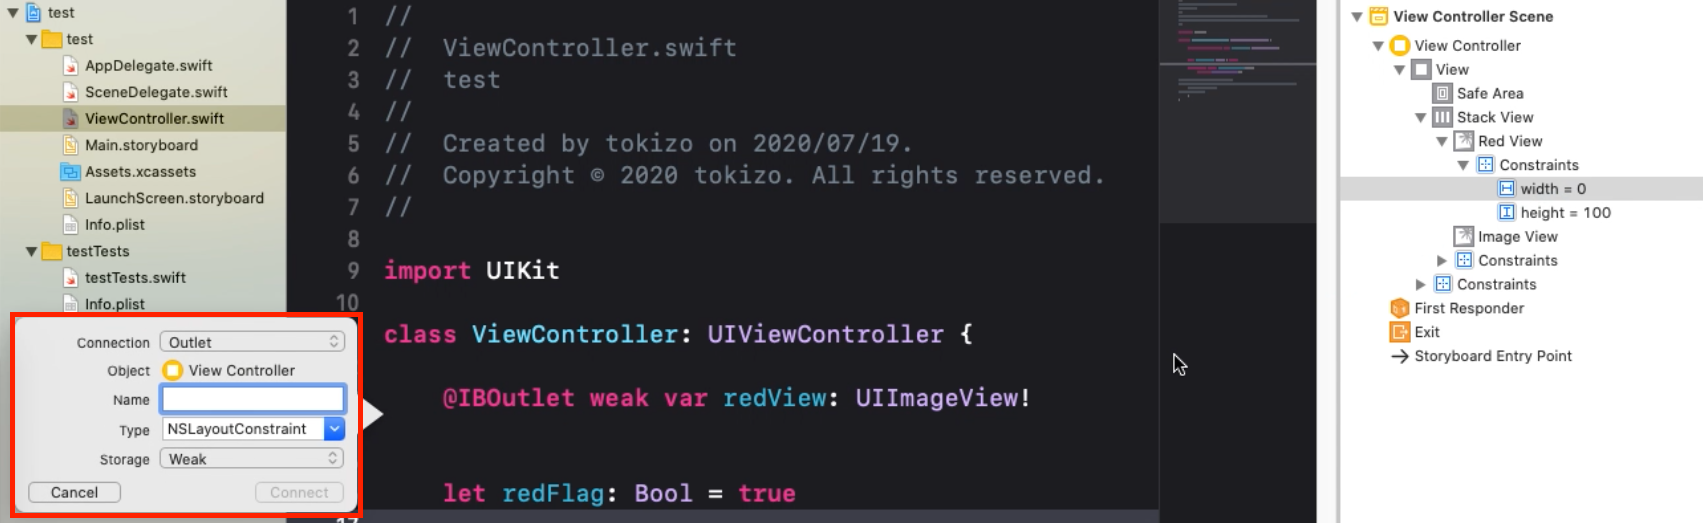 test
test
AppDelegate.swift
SceneDelegate.swift
ViewController.swift
Main.storyboard
Assets.xcassets
LaunchScreen.storyboard
Info.plist
testTests
testTests.swift
Info.plist
Connection Outlet
Object View Controller
Name
Type NSLayoutConstraint
Storage Weak
Cancel Connect
1 //
2 // ViewController.swift
3 // test
4 //
5 // Created by tokizo on 2020/07/19.
6 // Copyright © 2020 tokizo. All rights reserved.
7 //
8
9 import UIKit
10
class ViewController: UIViewController {
@IBOutlet weak var redView: UIImageView!
let redFlag: Bool = true
17
View Controller Scene
View Controller
View
Safe Area
Stack View
Red View
Constraints
width = 0
height = 100
Image View
Constraints
Constraints
First Responder
Exit
Storyboard Entry Point